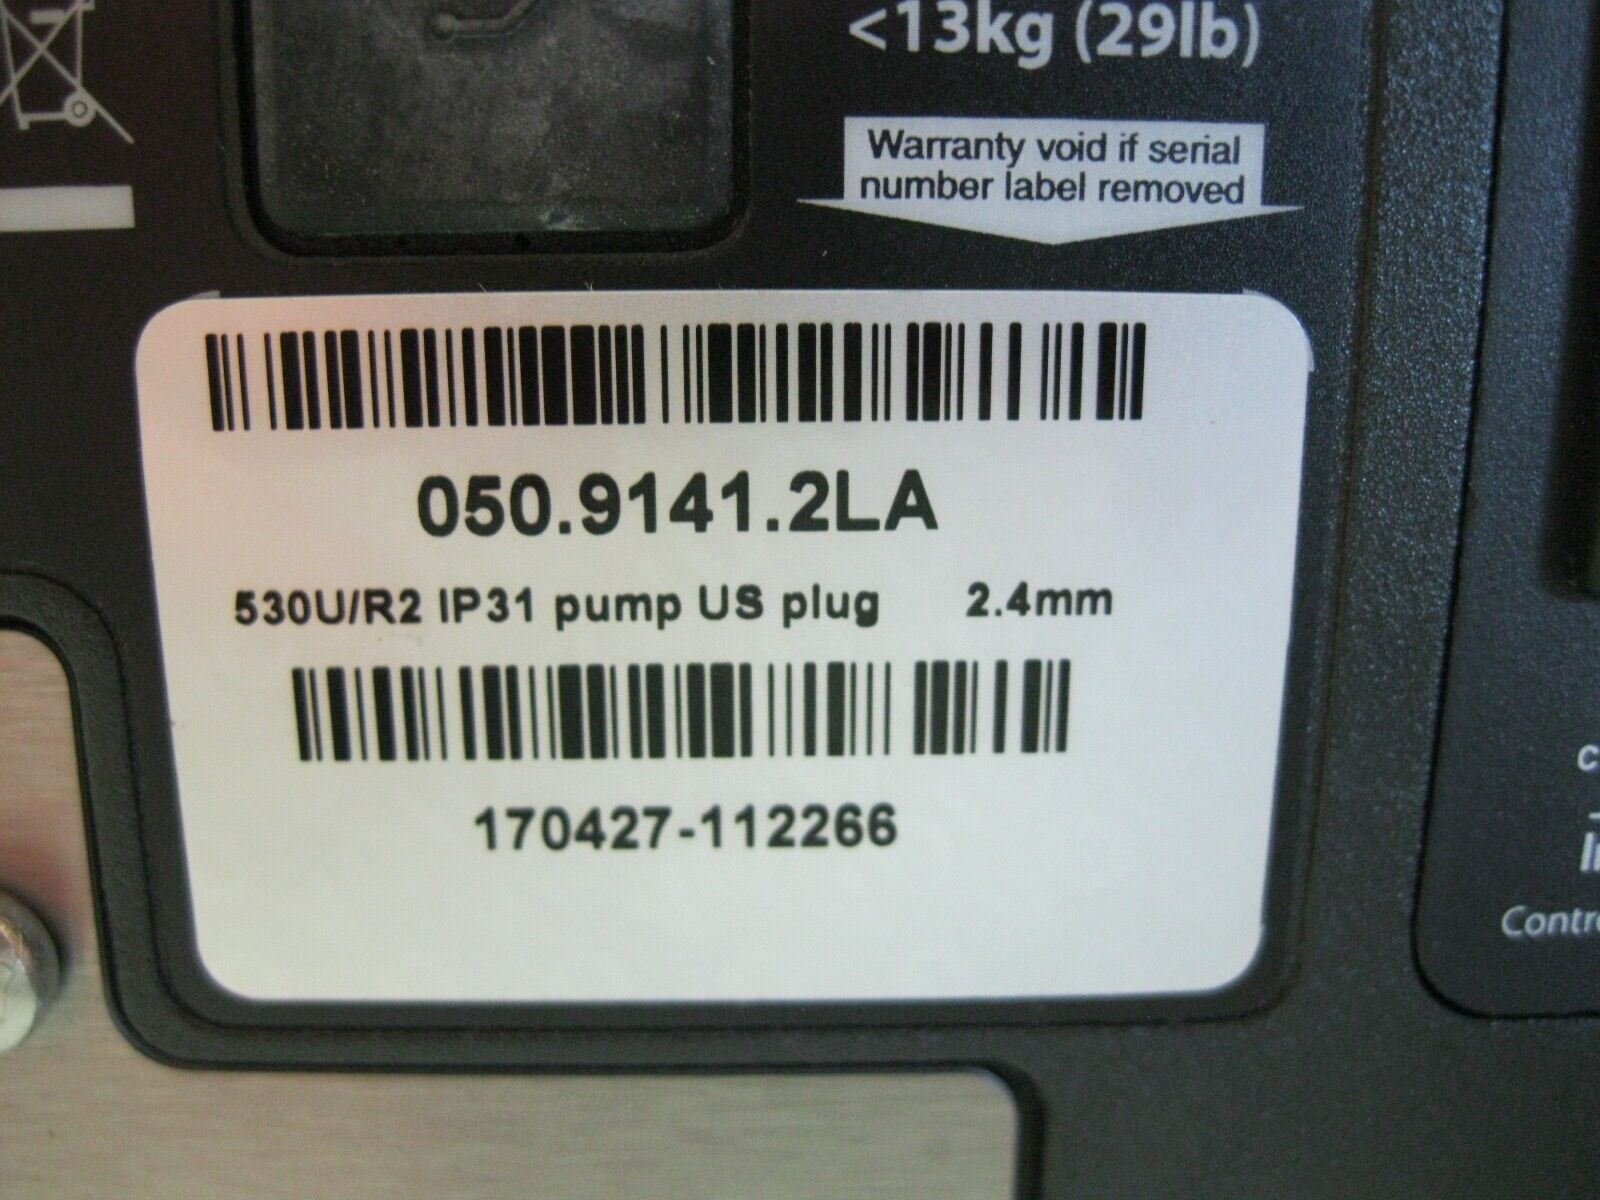 <13kg (29lb)
Warranty void if serial
number label removed
050.9141.2LA
530U/R2 IP31 pump US plug 2.4mm
170427-112266